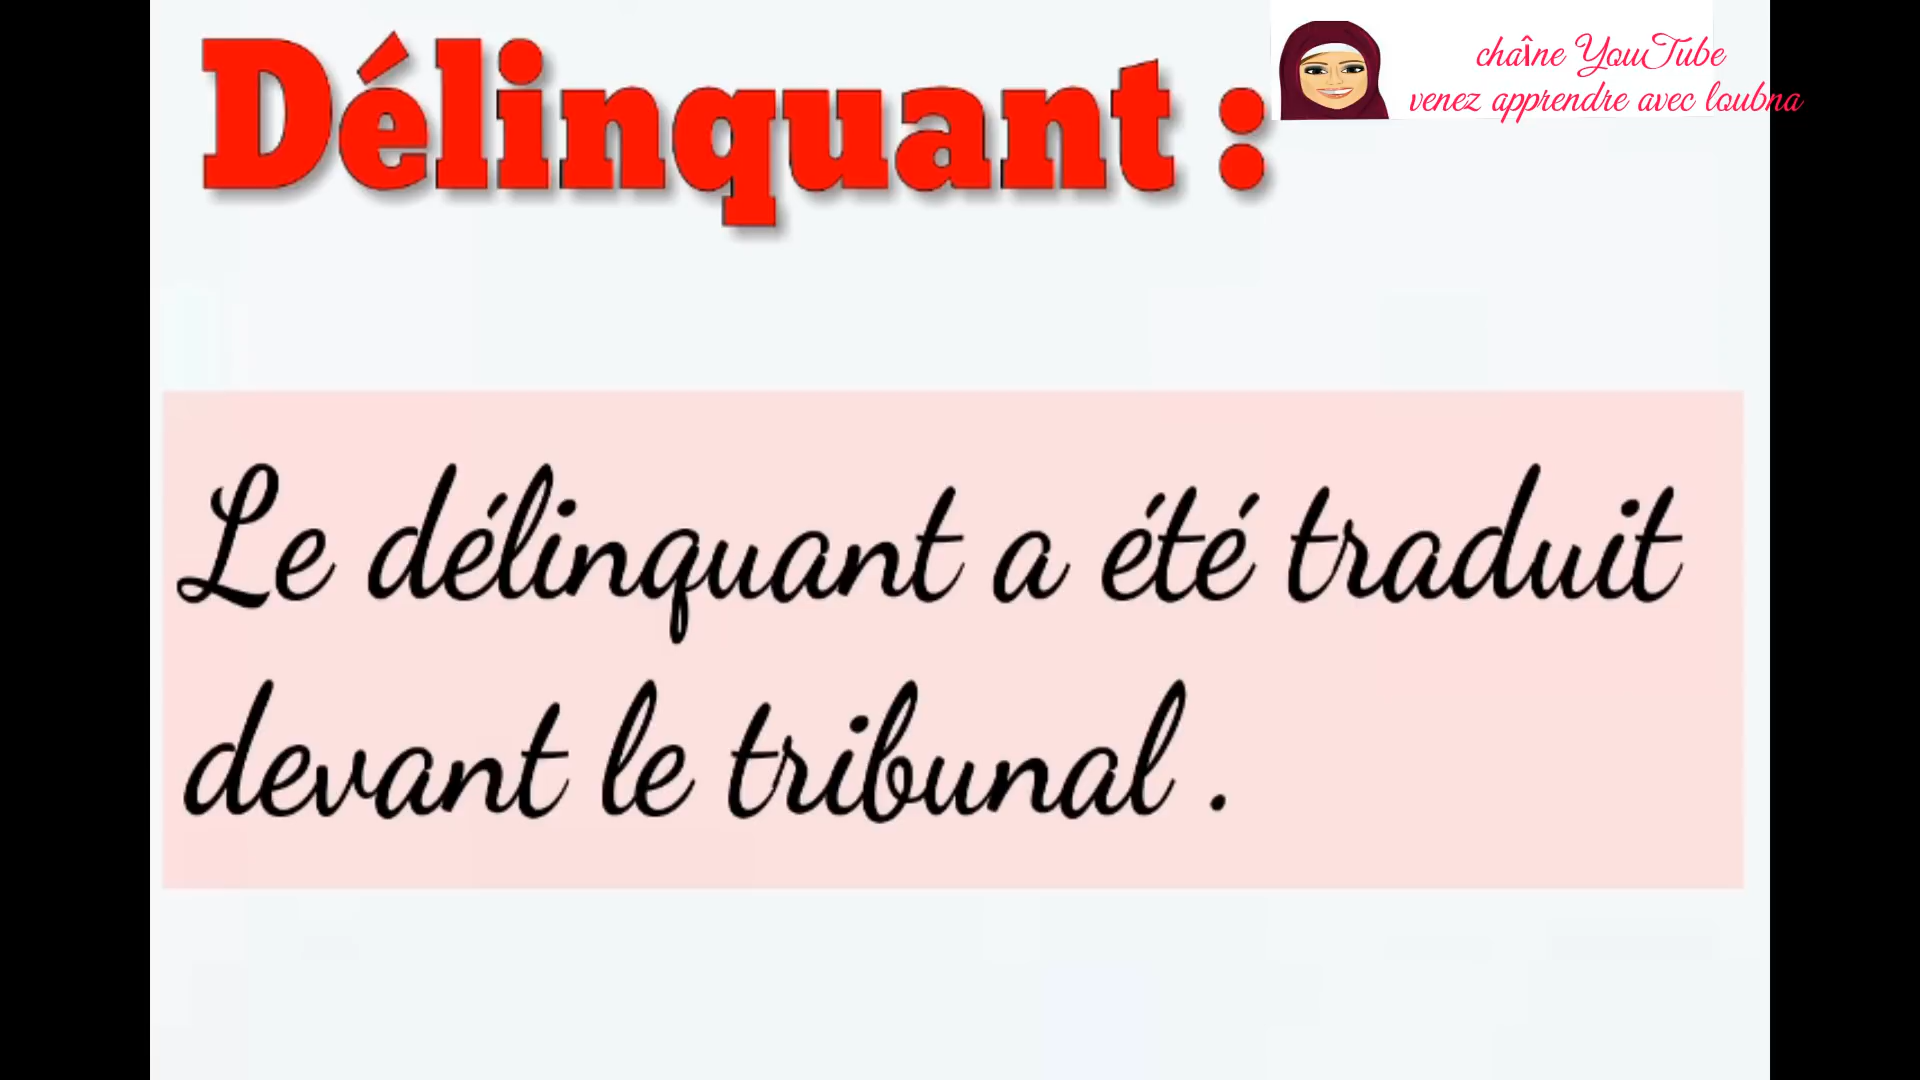 Délinquant :
chaîne YouTube
venez apprendre avec loubna
Le délinquant a été traduit
devant le tribunal .